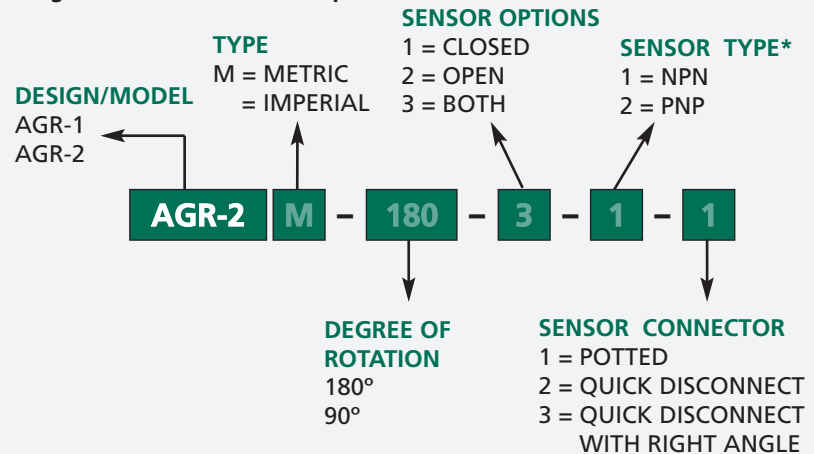 SENSOR OPTIONS
1 = CLOSED
2 = OPEN
3 = BOTH
TYPE
M = METRIC
= IMPERIAL
SENSOR TYPE*
1 = NPN
2 = PNP
DESIGN/MODEL
AGR-1
AGR-2
AGR-2 M - 180 - 3 - 1 - 1
DEGREE OF
ROTATION
180º
90º
SENSOR CONNECTOR
1 = POTTED
2 = QUICK DISCONNECT
3 = QUICK DISCONNECT
WITH RIGHT ANGLE